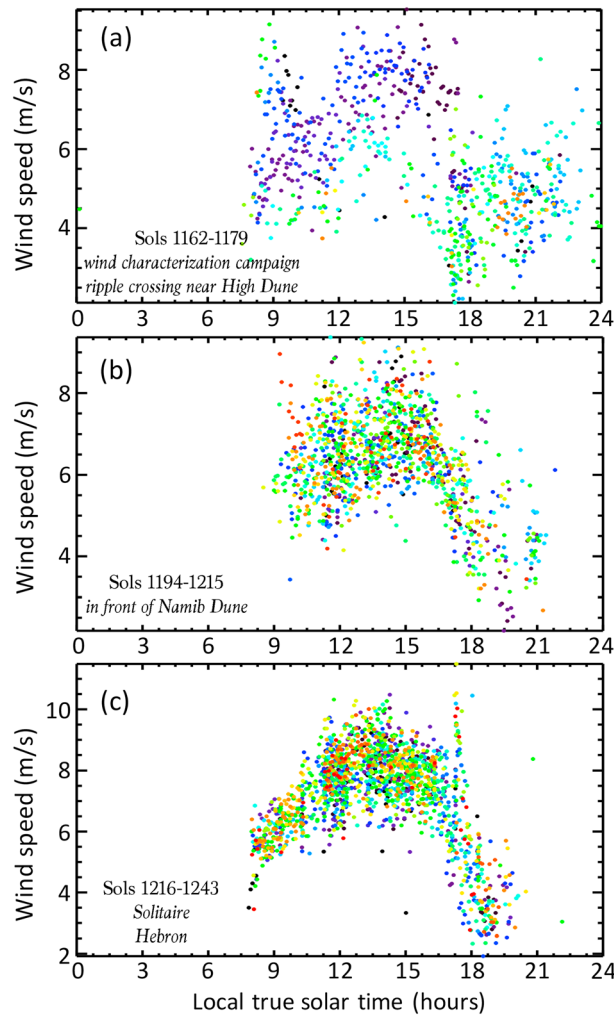 (a)
Wind speed (m/s)
8
6
4
Sols 1162-1179
wind characterization campaign
ripple crossing near High Dune
0 3 6 9 12 15 18 21 24
(b)
Wind speed (m/s)
8
6
4
Sols 1194-1215
in front of Namib Dune
0 3 6 9 12 15 18 21 24
(c)
Wind speed (m/s)
10
8
6
4
2
Sols 1216-1243
Solitaire
Hebron
0 3 6 9 12 15 18 21 24
Local true solar time (hours)